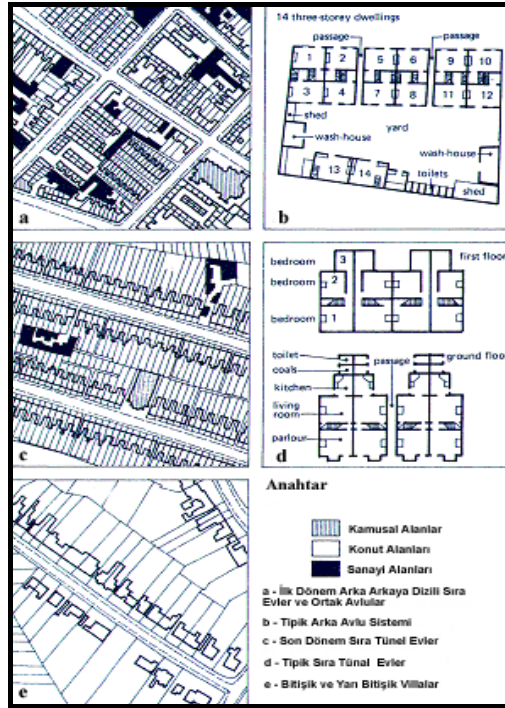 a
14 three-storey dwellings
passage
passage
1 2 5 6 9 10
3 4 7 8 11 12
shed
wash-house
yard
wash-house
toilets
13 14
shed
b
c
bedroom 3 first floor
bedroom 2
bedroom 1
toilet passage ground floor
coals
kitchen
living
room
parlour
d
e
Anahtar
Kamusal Alanlar
Konut Alanları
Sanayi Alanları
a - İlk Dönem Arka Arkaya Dizili Sıra
Evler ve Ortak Avlular
b - Tipik Arka Avlu Sistemi
c - Son Dönem Sıra Tünel Evler
d - Tipik Sıra Tünal Evler
e - Bitişik ve Yarı Bitişik Villalar